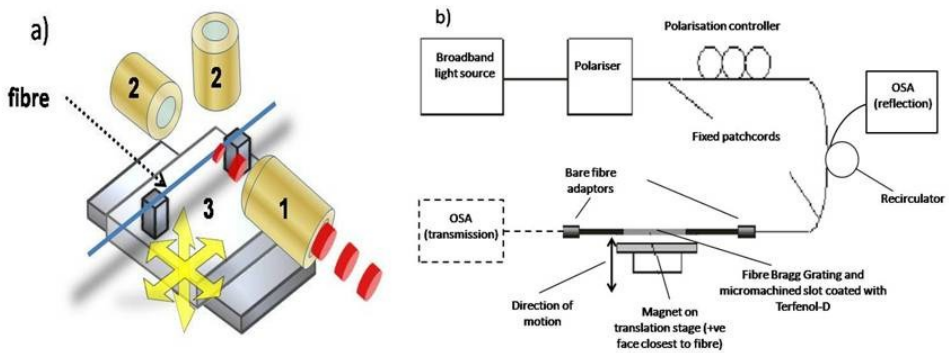 a)
2
2
fibre
3
1
b)
Polarisation controller
Broadband
light source
Polariser
OSA
(reflection)
Fixed patchcords
Recirculator
Bare fibre
adaptors
OSA
(transmission)
Direction of
motion
Magnet on
translation stage (+ve
face closest to fibre)
Fibre Bragg Grating and
micromachined slot coated with
Terfenol-D